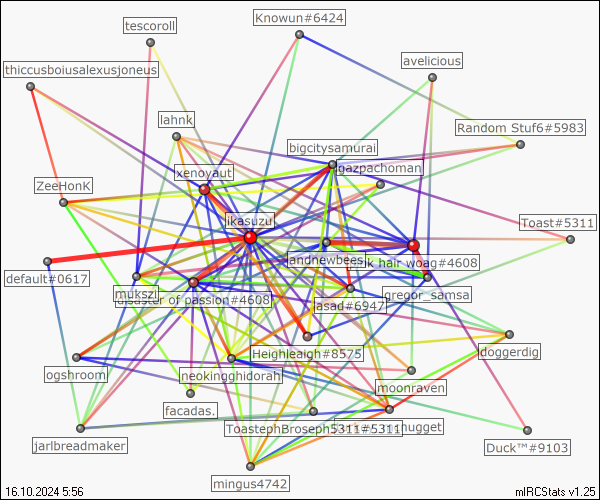 Knowun#6424
tescoroll
avelicious
thiccusboiusalexusjoneus
lahnk
Random Stuf6#5983
bigcitysamurai
gazpachoman
xenoyaut
ZeeHonK
ikasuzu
Toast#5311
andnewbees
hair woag#4608
default#0617
mukszi
ter of passion#4608
gregor_samsa
asad#6947
Heighleaigh#8575
doggerdig
ogshroom
neokingghidorah
moonraven
facadas.
ToastephBroseph5311#5311
nugget
jarlbreadmaker
Duck™#9103
mingus4742
16.10.2024 5:56
mIRCStats v1.25